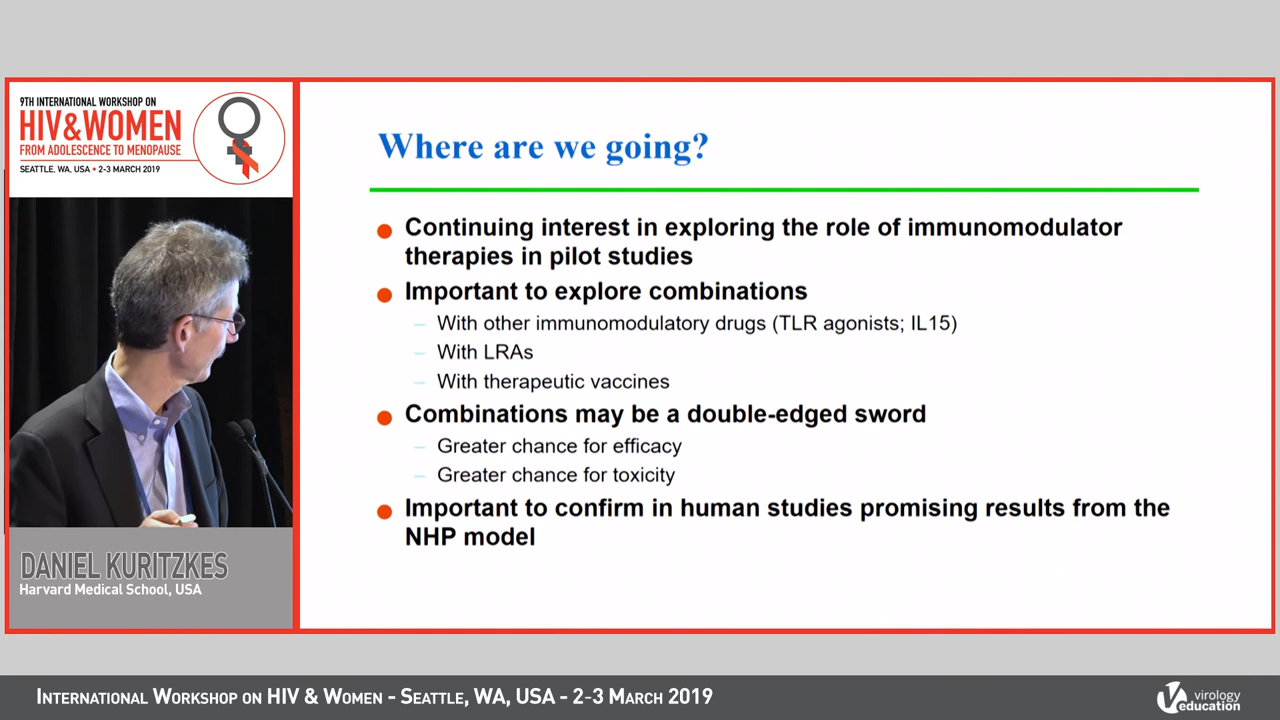 9TH INTERNATIONAL WORKSHOP ON
HIV&WOMEN
FROM ADOLESCENCE TO MENOPAUSE
SEATTLE, WA, USA • 2-3 MARCH 2019
Where are we going?
Continuing interest in exploring the role of immunomodulator
therapies in pilot studies
Important to explore combinations
– With other immunomodulatory drugs (TLR agonists; IL15)
– With LRAs
– With therapeutic vaccines
Combinations may be a double-edged sword
– Greater chance for efficacy
– Greater chance for toxicity
Important to confirm in human studies promising results from the
NHP model
DANIEL KURITZKES
Harvard Medical School, USA
INTERNATIONAL WORKSHOP ON HIV & WOMEN - SEATTLE, WA, USA - 2-3 MARCH 2019
virology
education